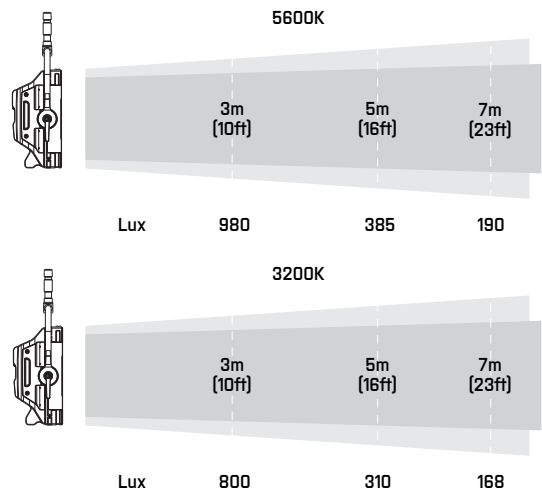 5600K
3m 5m 7m
(10ft) (16ft) (23ft)
Lux 980 385 190
3200K
3m 5m 7m
(10ft) (16ft) (23ft)
Lux 800 310 168